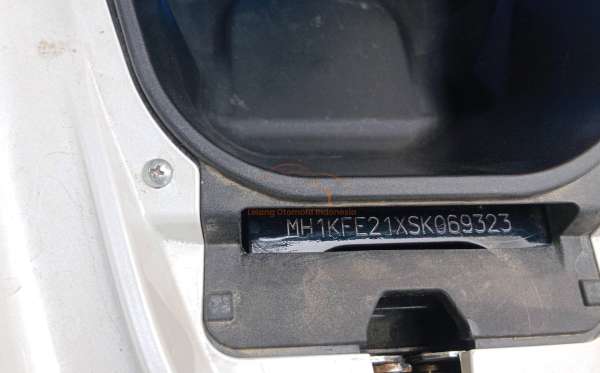 Lelang Otomotif Indonesia
MH1KFE21XSK069323